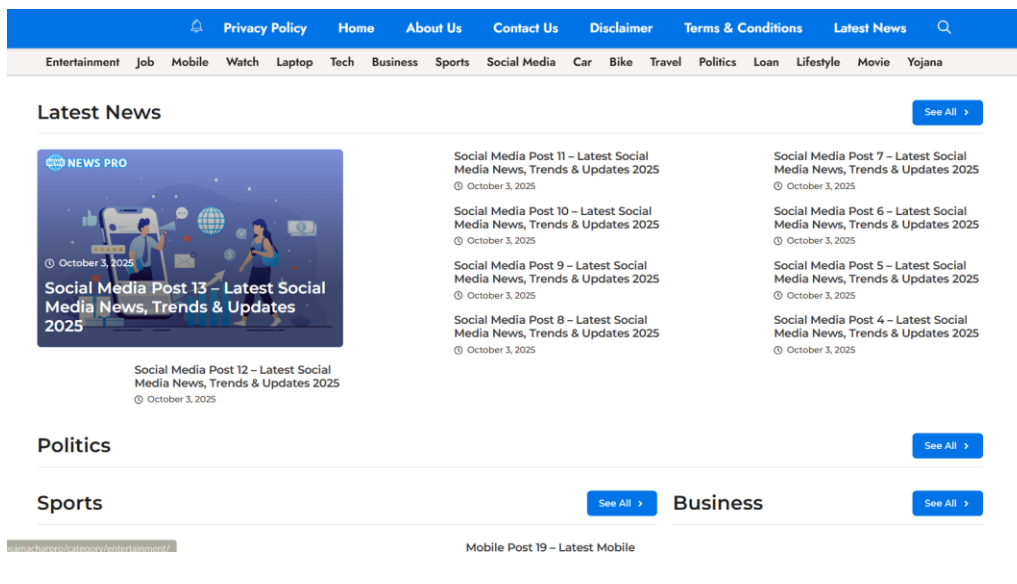 Privacy Policy Home About Us Contact Us Disclaimer Terms & Conditions Latest News
Entertainment Job Mobile Watch Laptop Tech Business Sports Social Media Car Bike Travel Politics Loan Lifestyle Movie Yojana
Latest News
See All
NEWS NEWS PRO
October 3, 2025
Social Media Post 13 – Latest Social
Media News, Trends & Updates
2025
Social Media Post 12 – Latest Social
Media News, Trends & Updates 2025
October 3, 2025
Social Media Post 11 – Latest Social
Media News, Trends & Updates 2025
October 3, 2025
Social Media Post 10 – Latest Social
Media News, Trends & Updates 2025
October 3, 2025
Social Media Post 9 – Latest Social
Media News, Trends & Updates 2025
October 3, 2025
Social Media Post 8 – Latest Social
Media News, Trends & Updates 2025
October 3, 2025
Social Media Post 7 – Latest Social
Media News, Trends & Updates 2025
October 3, 2025
Social Media Post 6 – Latest Social
Media News, Trends & Updates 2025
October 3, 2025
Social Media Post 5 – Latest Social
Media News, Trends & Updates 2025
October 3, 2025
Social Media Post 4 – Latest Social
Media News, Trends & Updates 2025
October 3, 2025
Politics
See All
Sports
See All
Business
See All
Mobile Post 19 – Latest Mobile
samacharpro/category/entertainment/